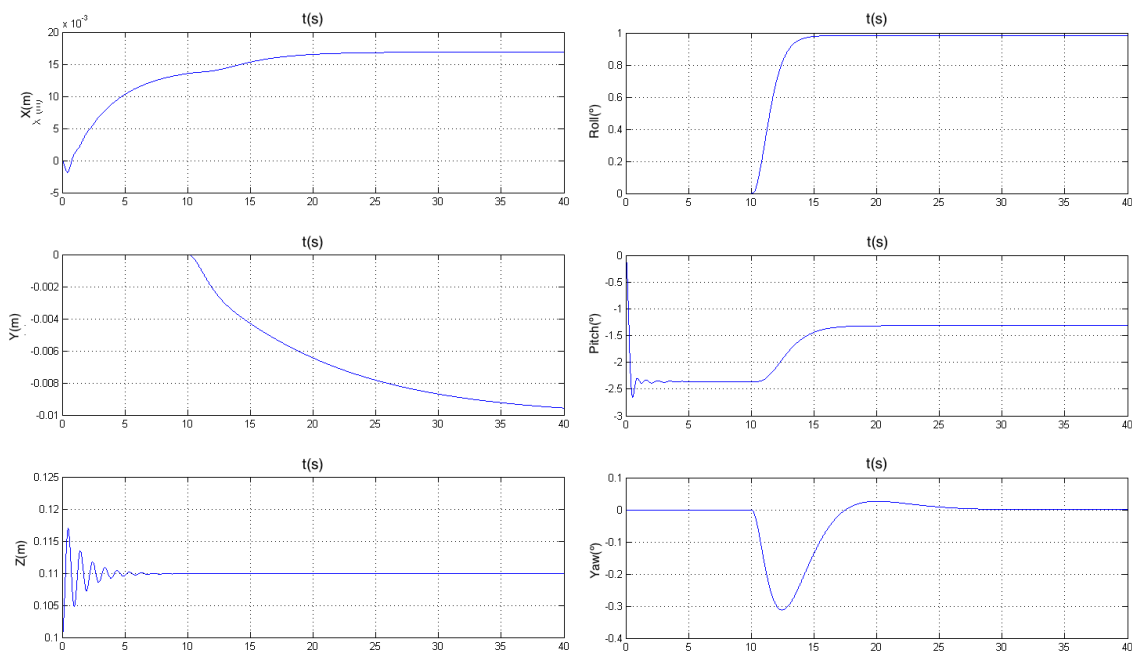 t(s)
x 10⁻³
20
15
10
5
0
-5
X(m)
0 5 10 15 20 25 30 35 40
t(s)
1
0.8
0.6
0.4
0.2
0
Roll(º)
0 5 10 15 20 25 30 35 40
t(s)
0
-0.002
-0.004
-0.006
-0.008
-0.01
Y(m)
0 5 10 15 20 25 30 35 40
t(s)
0
-0.5
-1
-1.5
-2
-2.5
-3
Pitch(º)
0 5 10 15 20 25 30 35 40
t(s)
0.125
0.12
0.115
0.11
0.105
0.1
Z(m)
0 5 10 15 20 25 30 35 40
t(s)
0.1
0
-0.1
-0.2
-0.3
-0.4
Yaw(º)
0 5 10 15 20 25 30 35 40